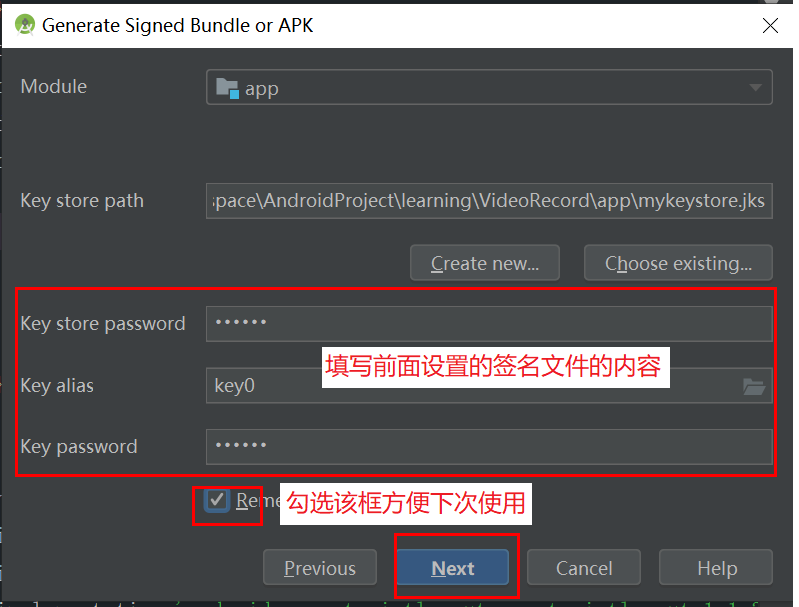 Generate Signed Bundle or APK
Module
app
Key store path
space\AndroidProject\learning\VideoRecord\app\mykeystore.jks
Create new...
Choose existing...
Key store password
••••••
填写前面设置的签名文件的内容
Key alias
key0
Key password
••••••
勾选该框方便下次使用
Previous
Next
Cancel
Help